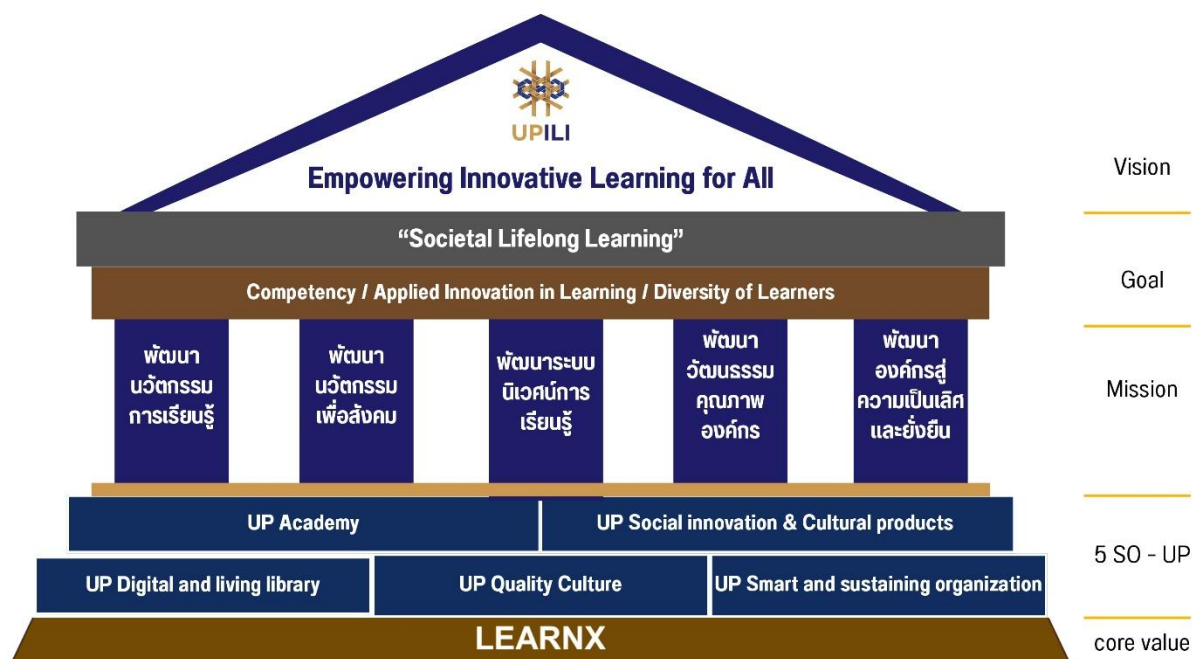 UPILI
Empowering Innovative Learning for All
Vision
“Societal Lifelong Learning”
Goal
Competency / Applied Innovation in Learning / Diversity of Learners
พัฒนา
นวัตกรรม
การเรียนรู้
พัฒนา
นวัตกรรม
เพื่อสังคม
พัฒนาระบบ
นิเวศน์การ
เรียนรู้
พัฒนา
วัฒนธรรม
คุณภาพ
องค์กร
พัฒนา
องค์กรสู่
ความเป็นเลิศ
และยั่งยืน
Mission
UP Academy
UP Social innovation & Cultural products
5 SO - UP
UP Digital and living library
UP Quality Culture
UP Smart and sustaining organization
LEARNX
core value